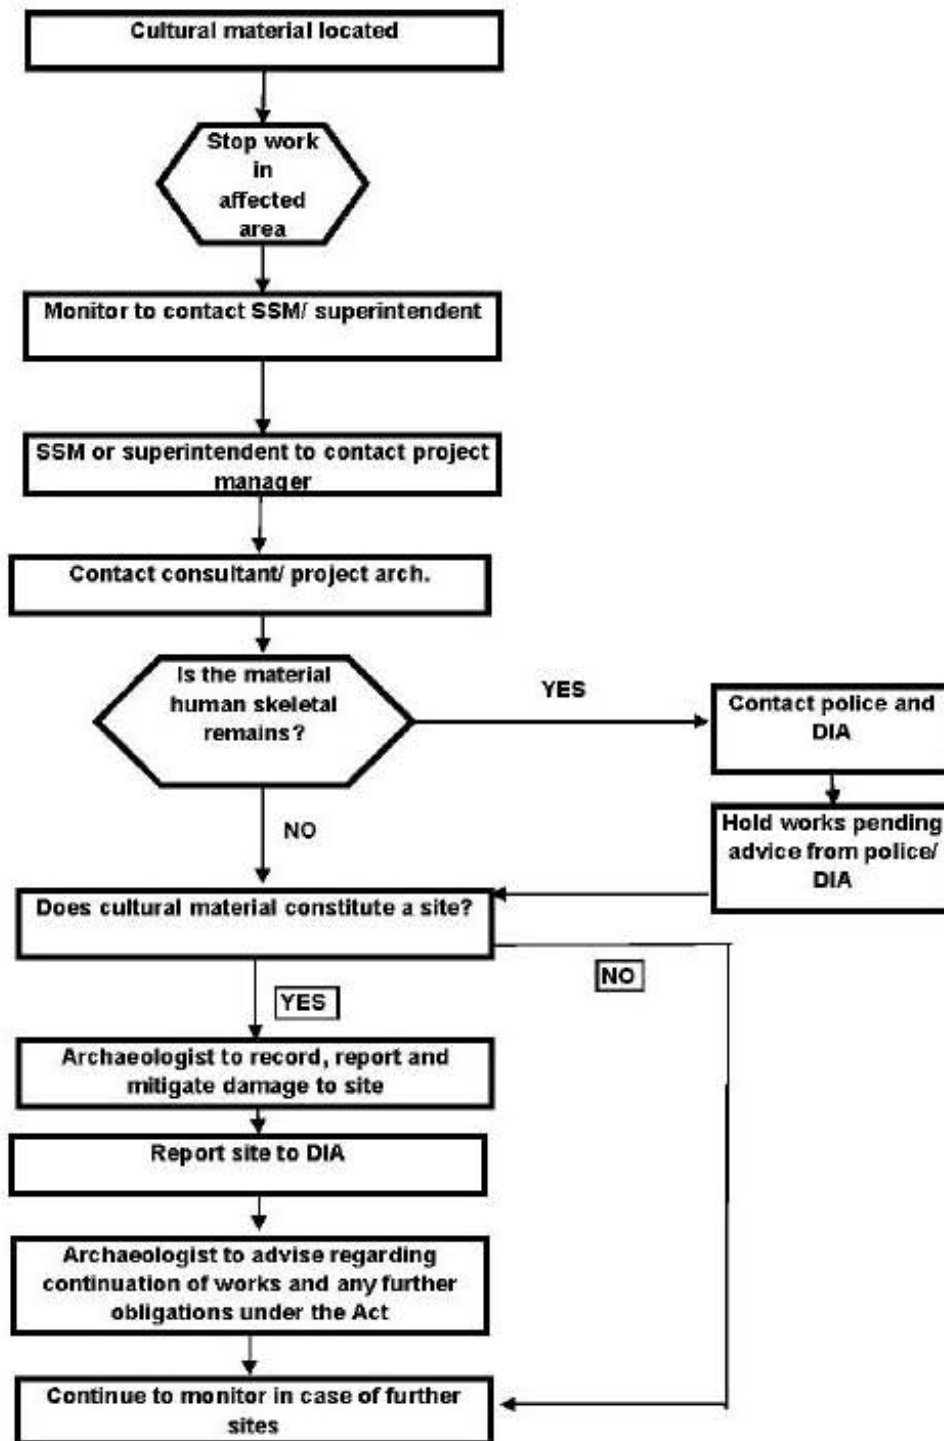 Cultural material located
Stop work
in
affected
area
Monitor to contact SSM/ superintendent
SSM or superintendent to contact project
manager
Contact consultant/ project arch.
Is the material
human skeletal
remains?
YES
Contact police and
DIA
NO
Hold works pending
advice from police/
DIA
Does cultural material constitute a site?
NO
YES
Archaeologist to record, report and
mitigate damage to site
Report site to DIA
Archaeologist to advise regarding
continuation of works and any further
obligations under the Act
Continue to monitor in case of further
sites